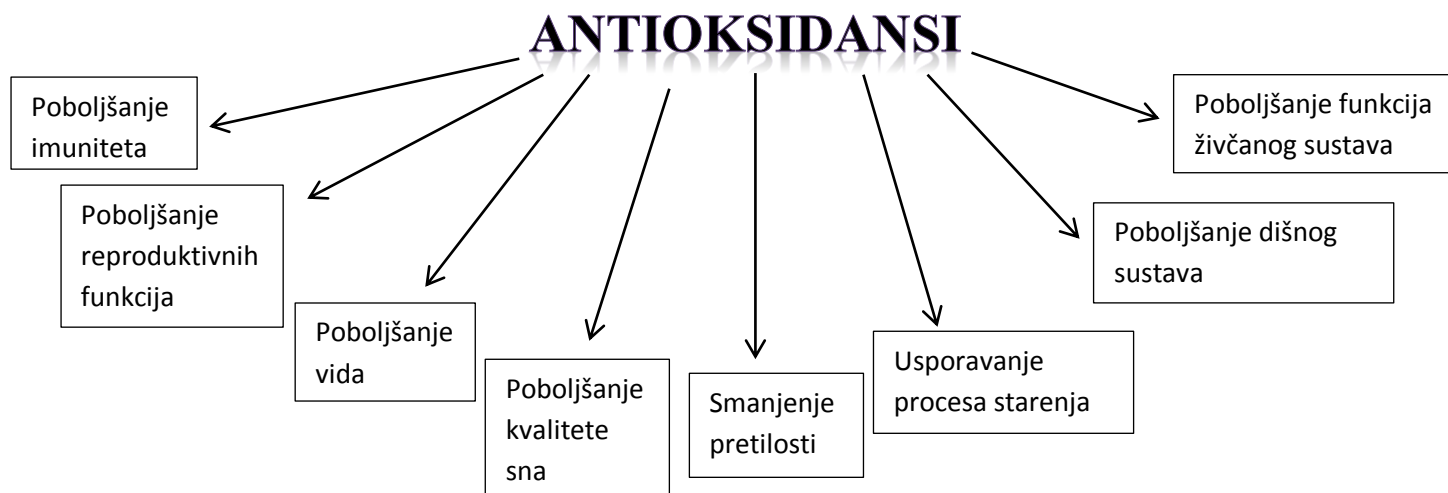 ANTIOKSIDANSI
Poboljšanje
imuniteta
Poboljšanje
reproduktivnih
funkcija
Poboljšanje
vida
Poboljšanje
kvalitete
sna
Smanjenje
pretilosti
Usporavanje
procesa starenja
Poboljšanje dišnog
sustava
Poboljšanje funkcija
živčanog sustava